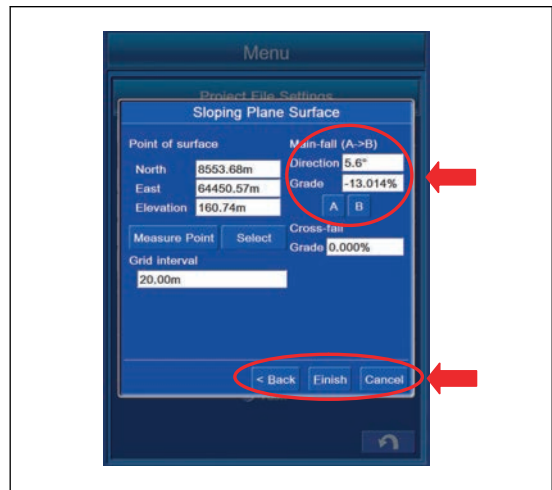 Menu
Project File Settings
Sloping Plane Surface
Point of surface
North 8553.68m
East 64450.57m
Elevation 160.74m
Measure Point Select
Grid interval
20.00m
Main-fall (A->B)
Direction 5.6°
Grade -13.014%
A B
Cross-fall
Grade 0.000%
< Back Finish Cancel